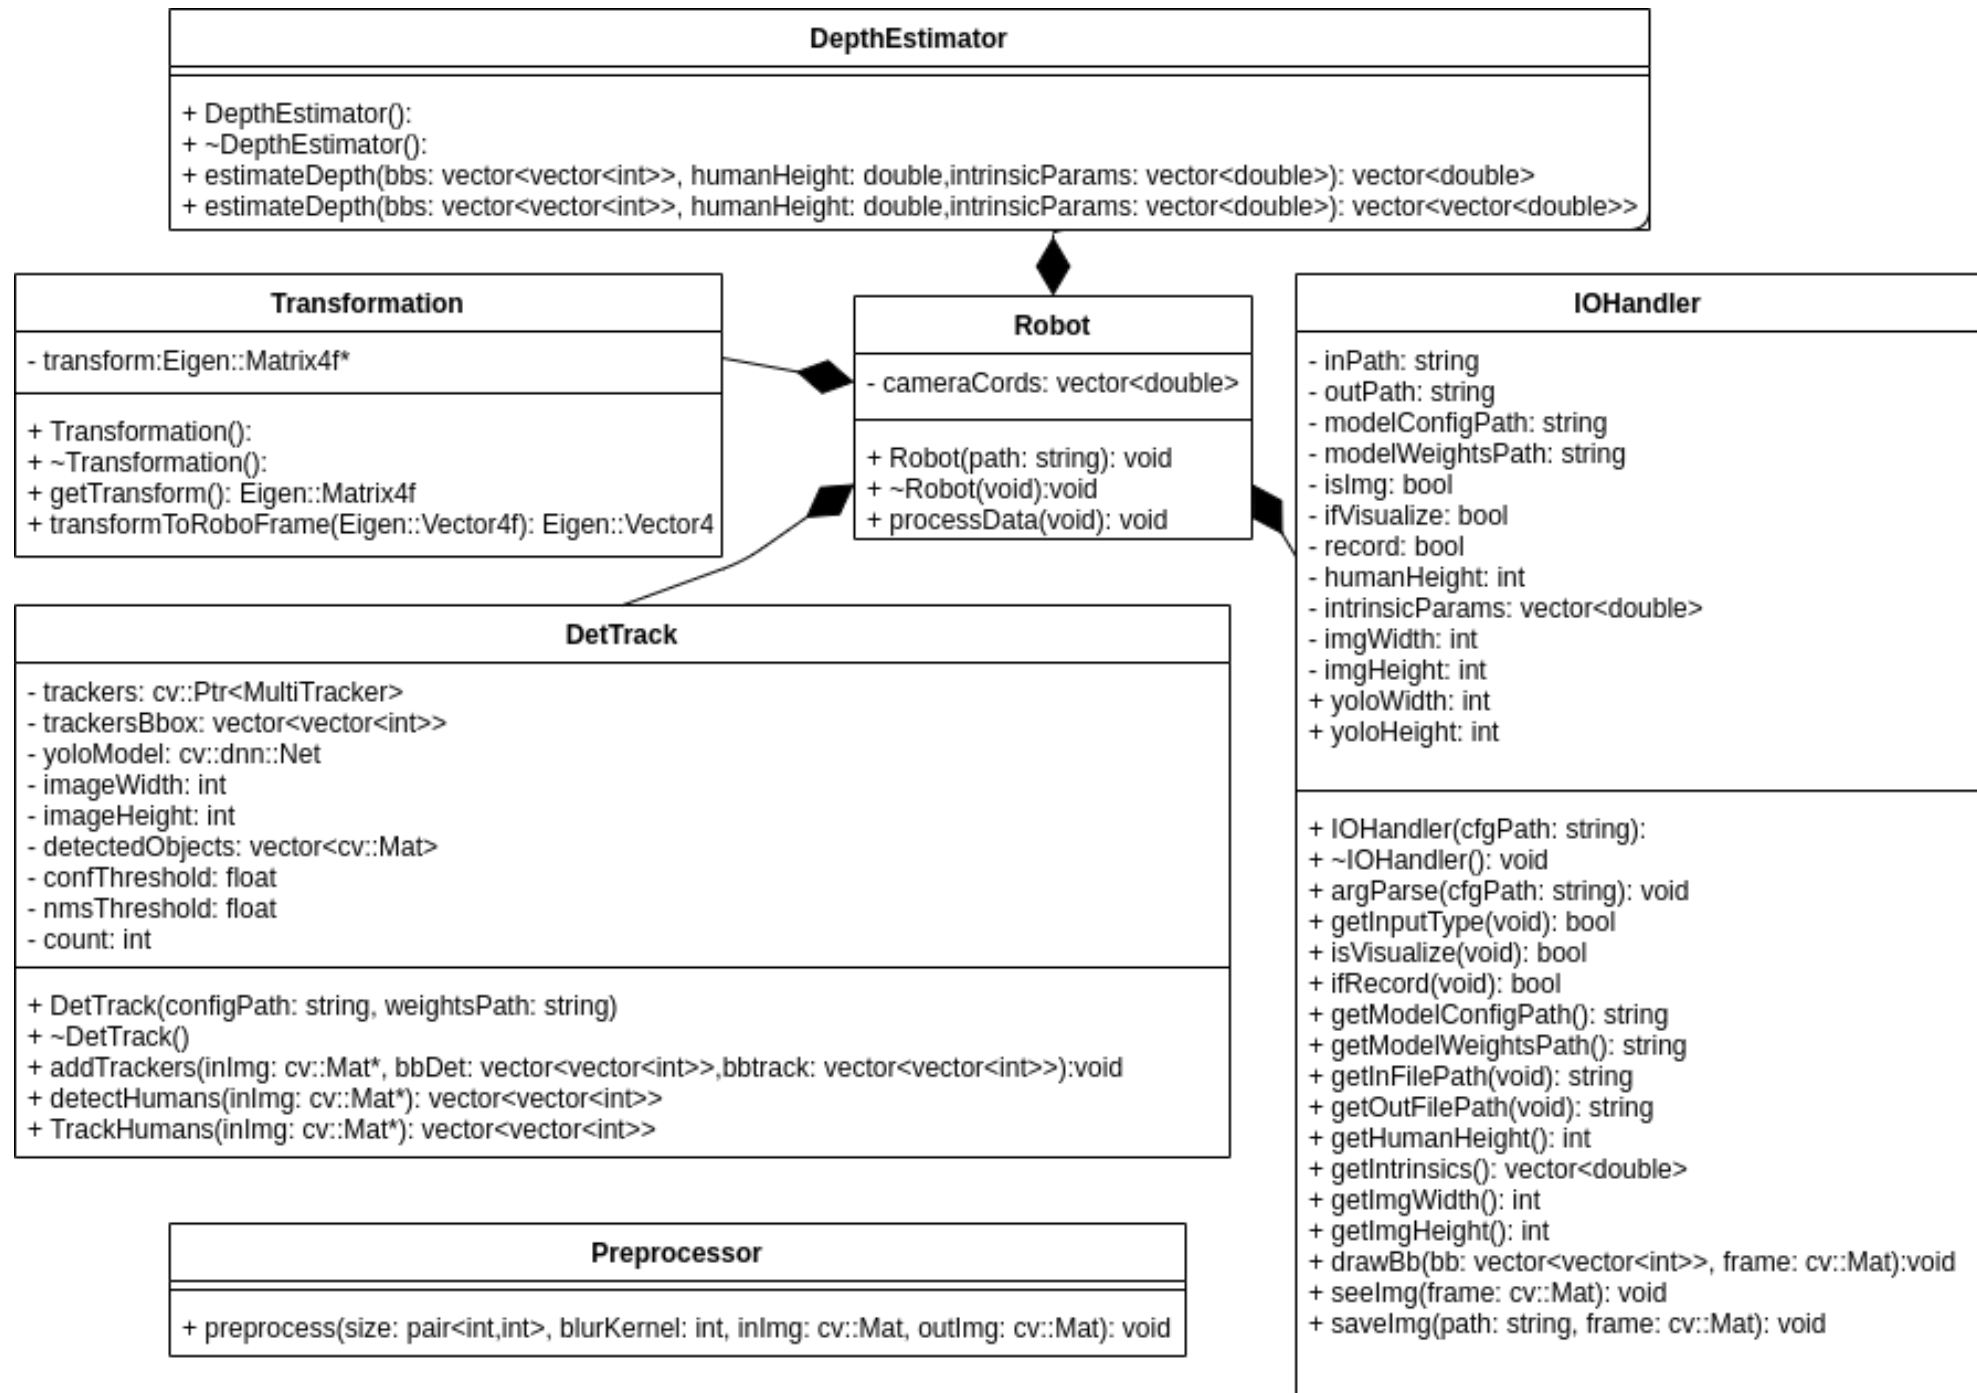 DepthEstimator
+ DepthEstimator():
+ ~DepthEstimator():
+ estimateDepth(bbs: vector<vector<int>>, humanHeight: double,intrinsicParams: vector<double>): vector<double>
+ estimateDepth(bbs: vector<vector<int>>, humanHeight: double,intrinsicParams: vector<double>): vector<vector<double>>
Transformation
- transform:Eigen::Matrix4f*
+ Transformation():
+ ~Transformation():
+ getTransform(): Eigen::Matrix4f
+ transformToRoboFrame(Eigen::Vector4f): Eigen::Vector4
Robot
- cameraCords: vector<double>
+ Robot(path: string): void
+ ~Robot(void):void
+ processData(void): void
IOHandler
- inPath: string
- outPath: string
- modelConfigPath: string
- modelWeightsPath: string
- isImg: bool
- ifVisualize: bool
- record: bool
- humanHeight: int
- intrinsicParams: vector<double>
- imgWidth: int
- imgHeight: int
+ yoloWidth: int
+ yoloHeight: int
+ IOHandler(cfgPath: string):
+ ~IOHandler(): void
+ argParse(cfgPath: string): void
+ getInputType(void): bool
+ isVisualize(void): bool
+ ifRecord(void): bool
+ getModelConfigPath(): string
+ getModelWeightsPath(): string
+ getInFilePath(void): string
+ getOutFilePath(void): string
+ getHumanHeight(): int
+ getIntrinsics(): vector<double>
+ getImgWidth(): int
+ getImgHeight(): int
+ drawBb(bb: vector<vector<int>>, frame: cv::Mat):void
+ seeImg(frame: cv::Mat): void
+ saveImg(path: string, frame: cv::Mat): void
DetTrack
- trackers: cv::Ptr<MultiTracker>
- trackersBbox: vector<vector<int>>
- yoloModel: cv::dnn::Net
- imageWidth: int
- imageHeight: int
- detectedObjects: vector<cv::Mat>
- confThreshold: float
- nmsThreshold: float
- count: int
+ DetTrack(configPath: string, weightsPath: string)
+ ~DetTrack()
+ addTrackers(inImg: cv::Mat*, bbDet: vector<vector<int>>,bbtrack: vector<vector<int>>):void
+ detectHumans(inImg: cv::Mat*): vector<vector<int>>
+ TrackHumans(inImg: cv::Mat*): vector<vector<int>>
Preprocessor
+ preprocess(size: pair<int,int>, blurKernel: int, inImg: cv::Mat, outImg: cv::Mat): void